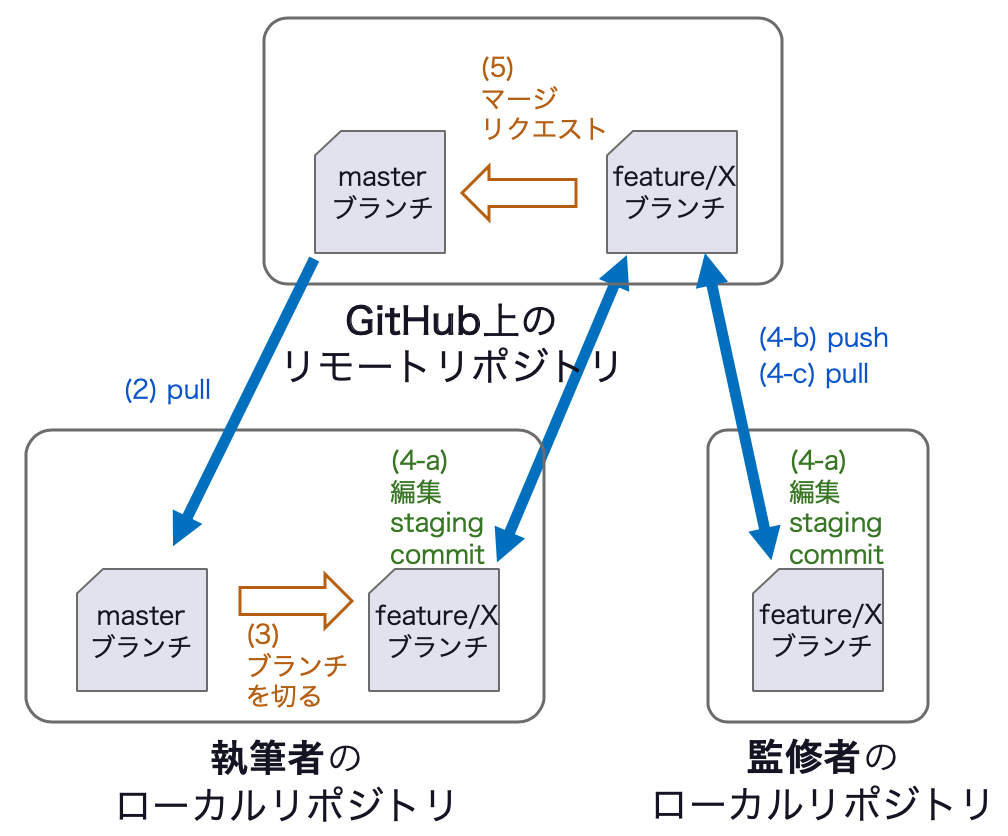 (5)
マージ
リクエスト
master
ブランチ
feature/X
ブランチ
GitHub上の
リモートリポジトリ
(2) pull
(4-b) push
(4-c) pull
(4-a)
編集
staging
commit
master
ブランチ
(3)
ブランチ
を切る
feature/X
ブランチ
執筆者の
ローカルリポジトリ
(4-a)
編集
staging
commit
feature/X
ブランチ
監修者の
ローカルリポジトリ